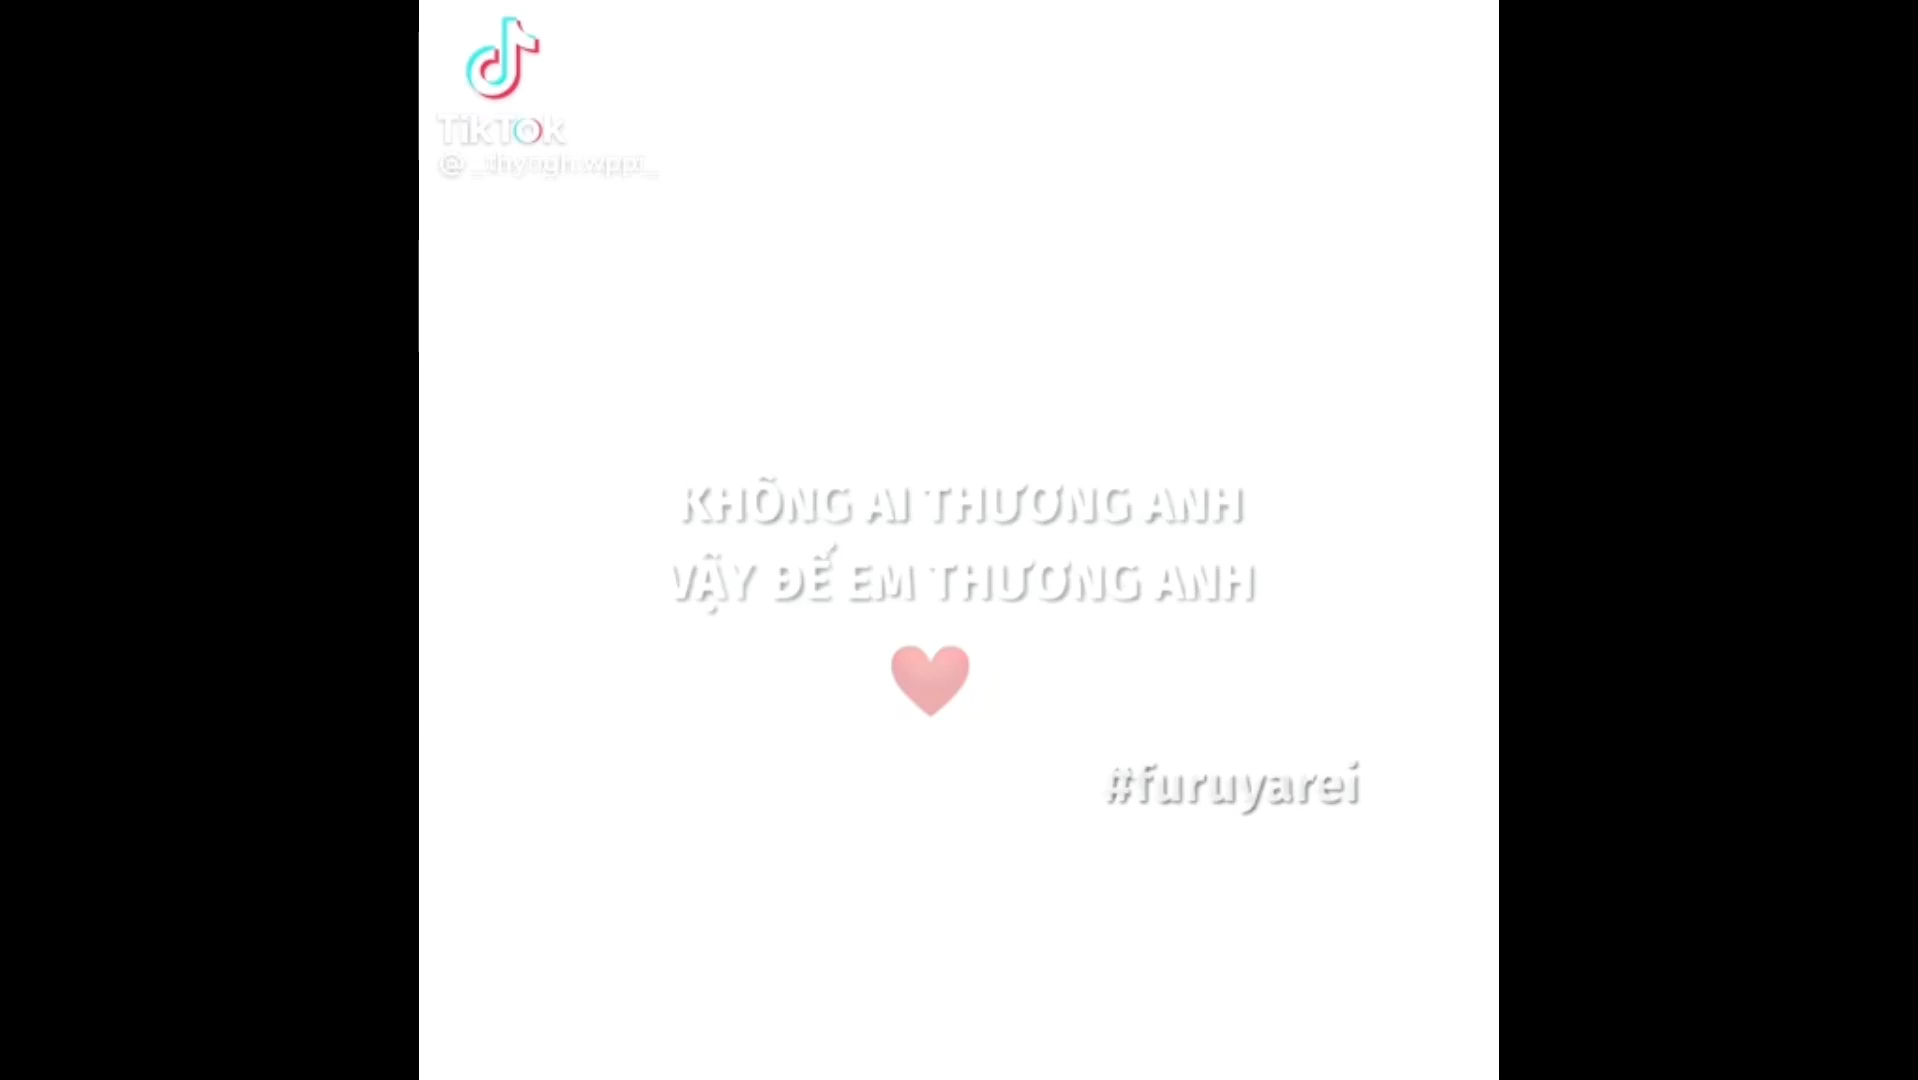 TikTok
KHÔNG AI THƯƠNG ANH
VẬY ĐỂ EM THƯƠNG ANH
#furuyarei